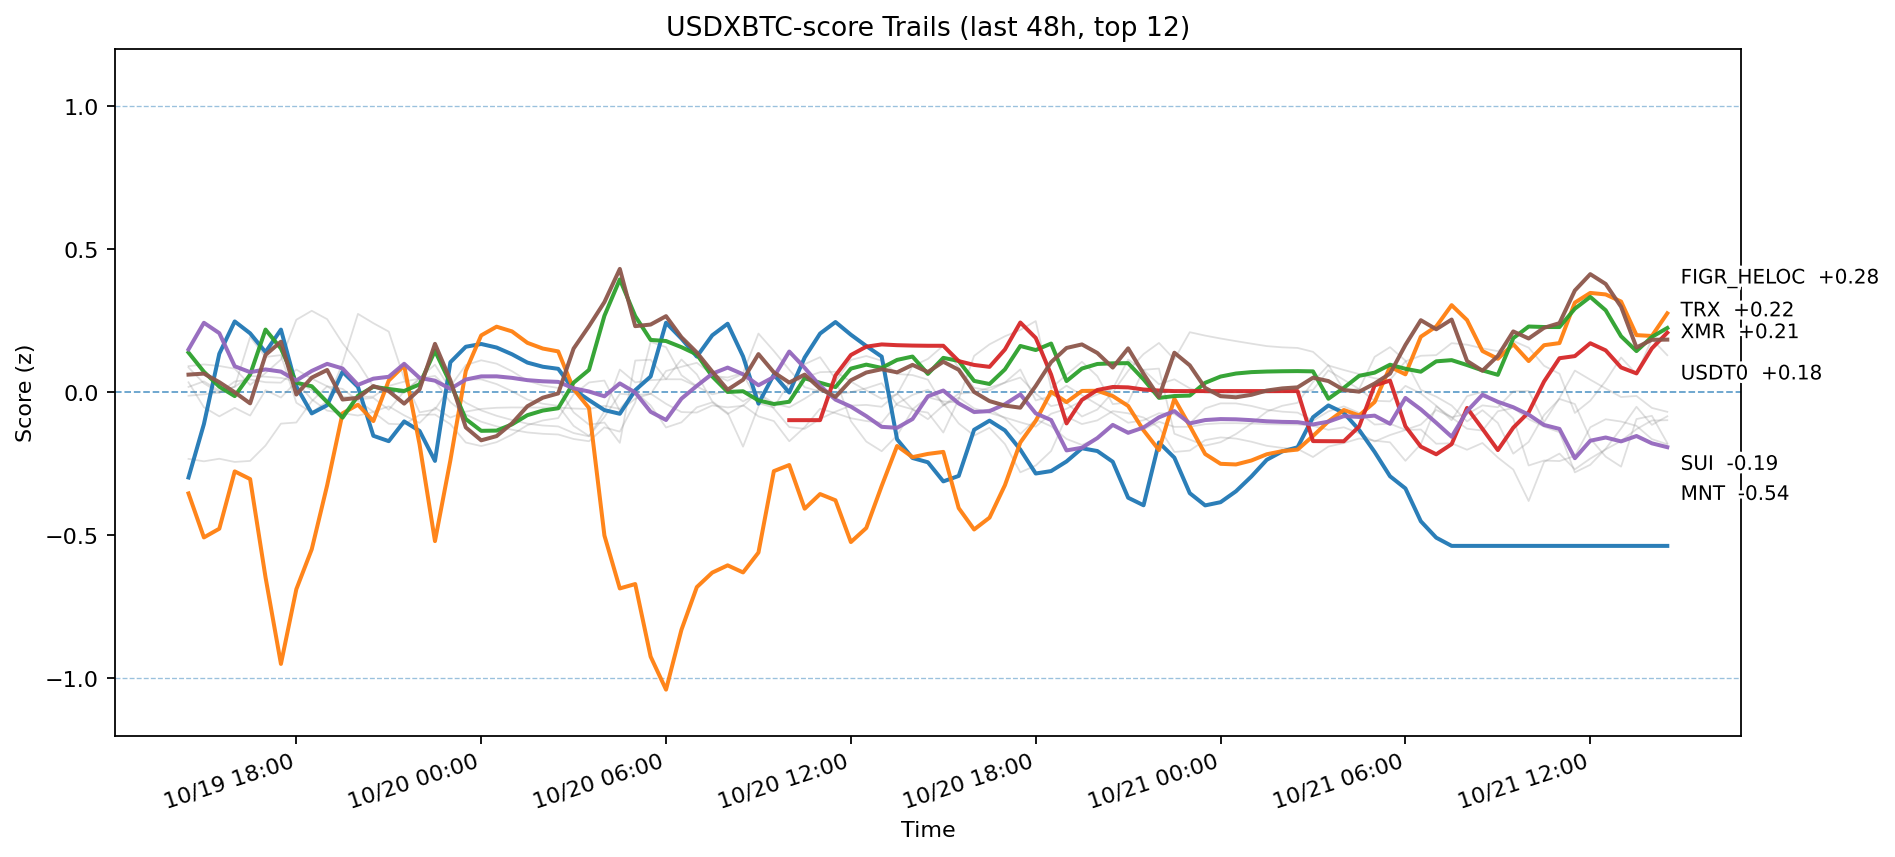 USDXBTC-score Trails (last 48h, top 12)
Score (z)
1.0
0.5
0.0
−0.5
−1.0
FIGR_HELOC +0.28
TRX +0.22
XMR +0.21
USDT0 +0.18
SUI -0.19
MNT -0.54
10/19 18:00
10/20 00:00
10/20 06:00
10/20 12:00
10/20 18:00
10/21 00:00
10/21 06:00
10/21 12:00
Time